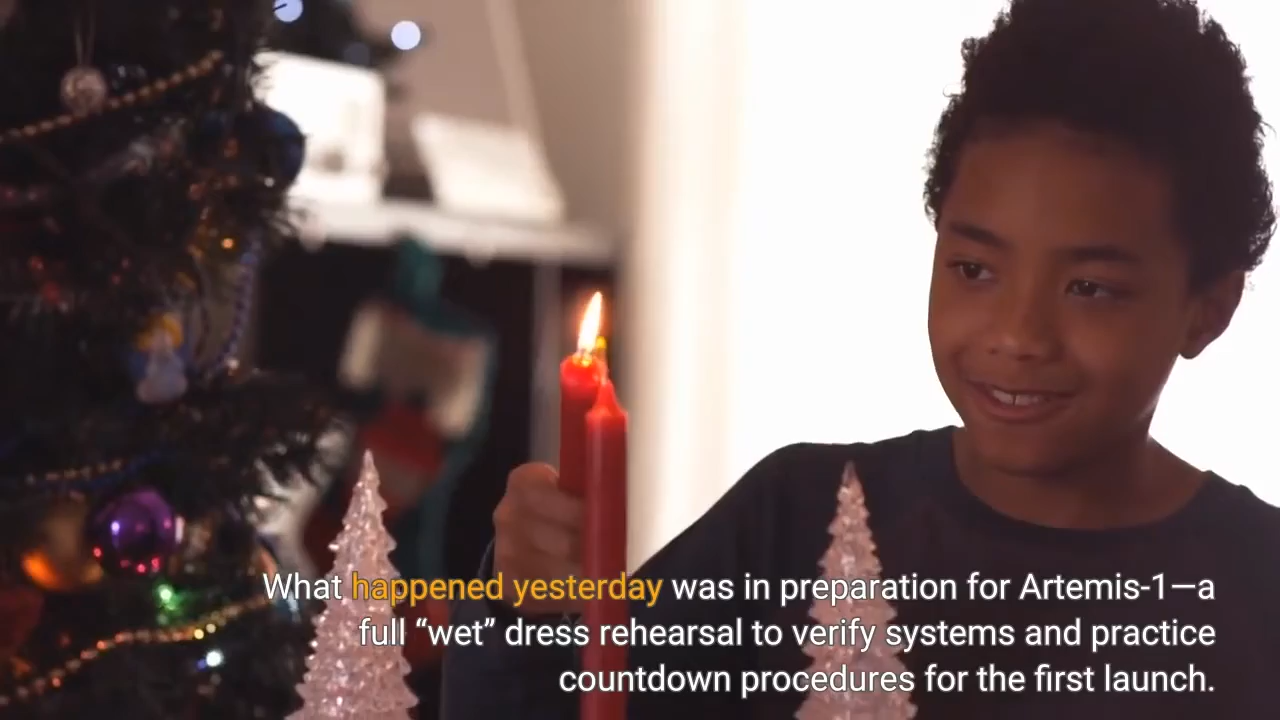 What happened yesterday was in preparation for Artemis-1—a
full “wet” dress rehearsal to verify systems and practice
countdown procedures for the first launch.